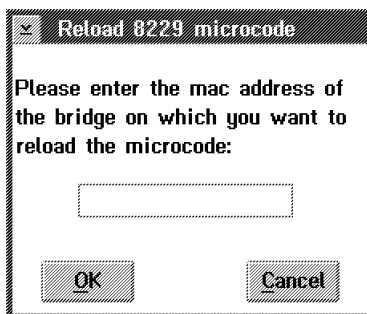 Reload 8229 microcode
Please enter the mac address of
the bridge on which you want to
reload the microcode:
OK
Cancel